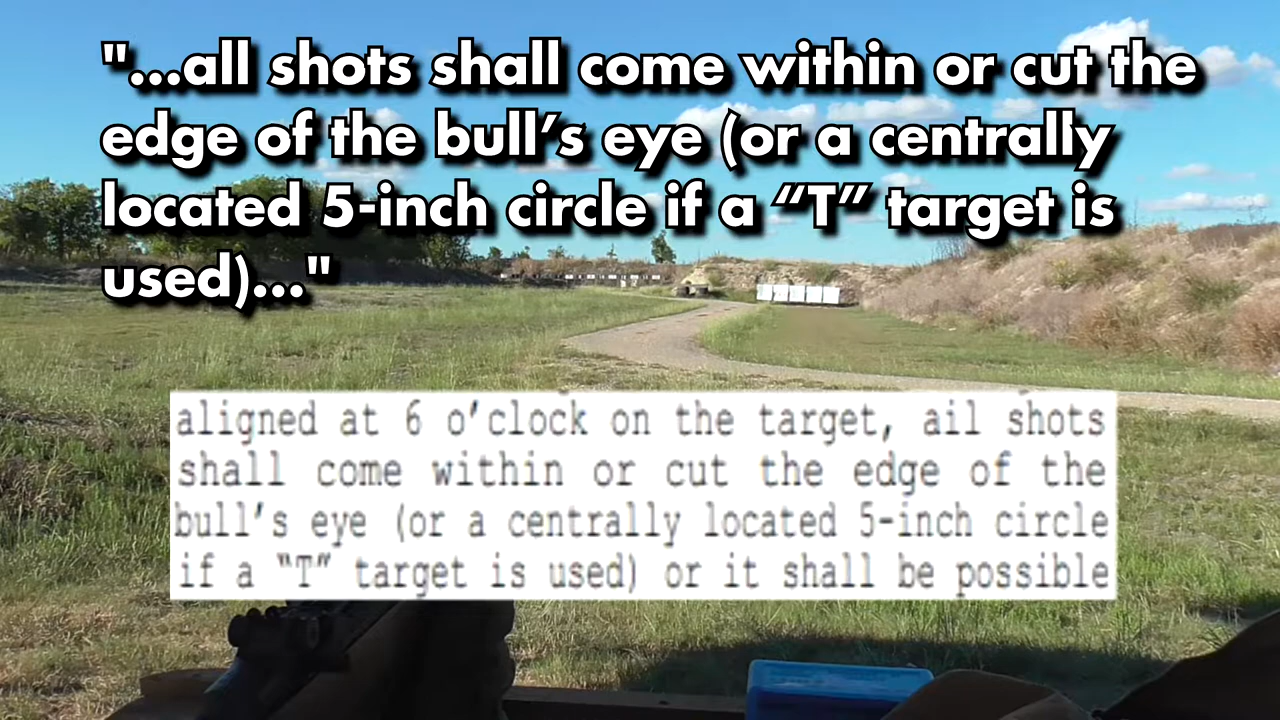 "...all shots shall come within or cut the
edge of the bull’s eye (or a centrally
located 5-inch circle if a “T” target is
used)..."
aligned at 6 o’clock on the target, ail shots
shall come within or cut the edge of the
bull’s eye (or a centrally located 5-inch circle
if a “T” target is used) or it shall be possible